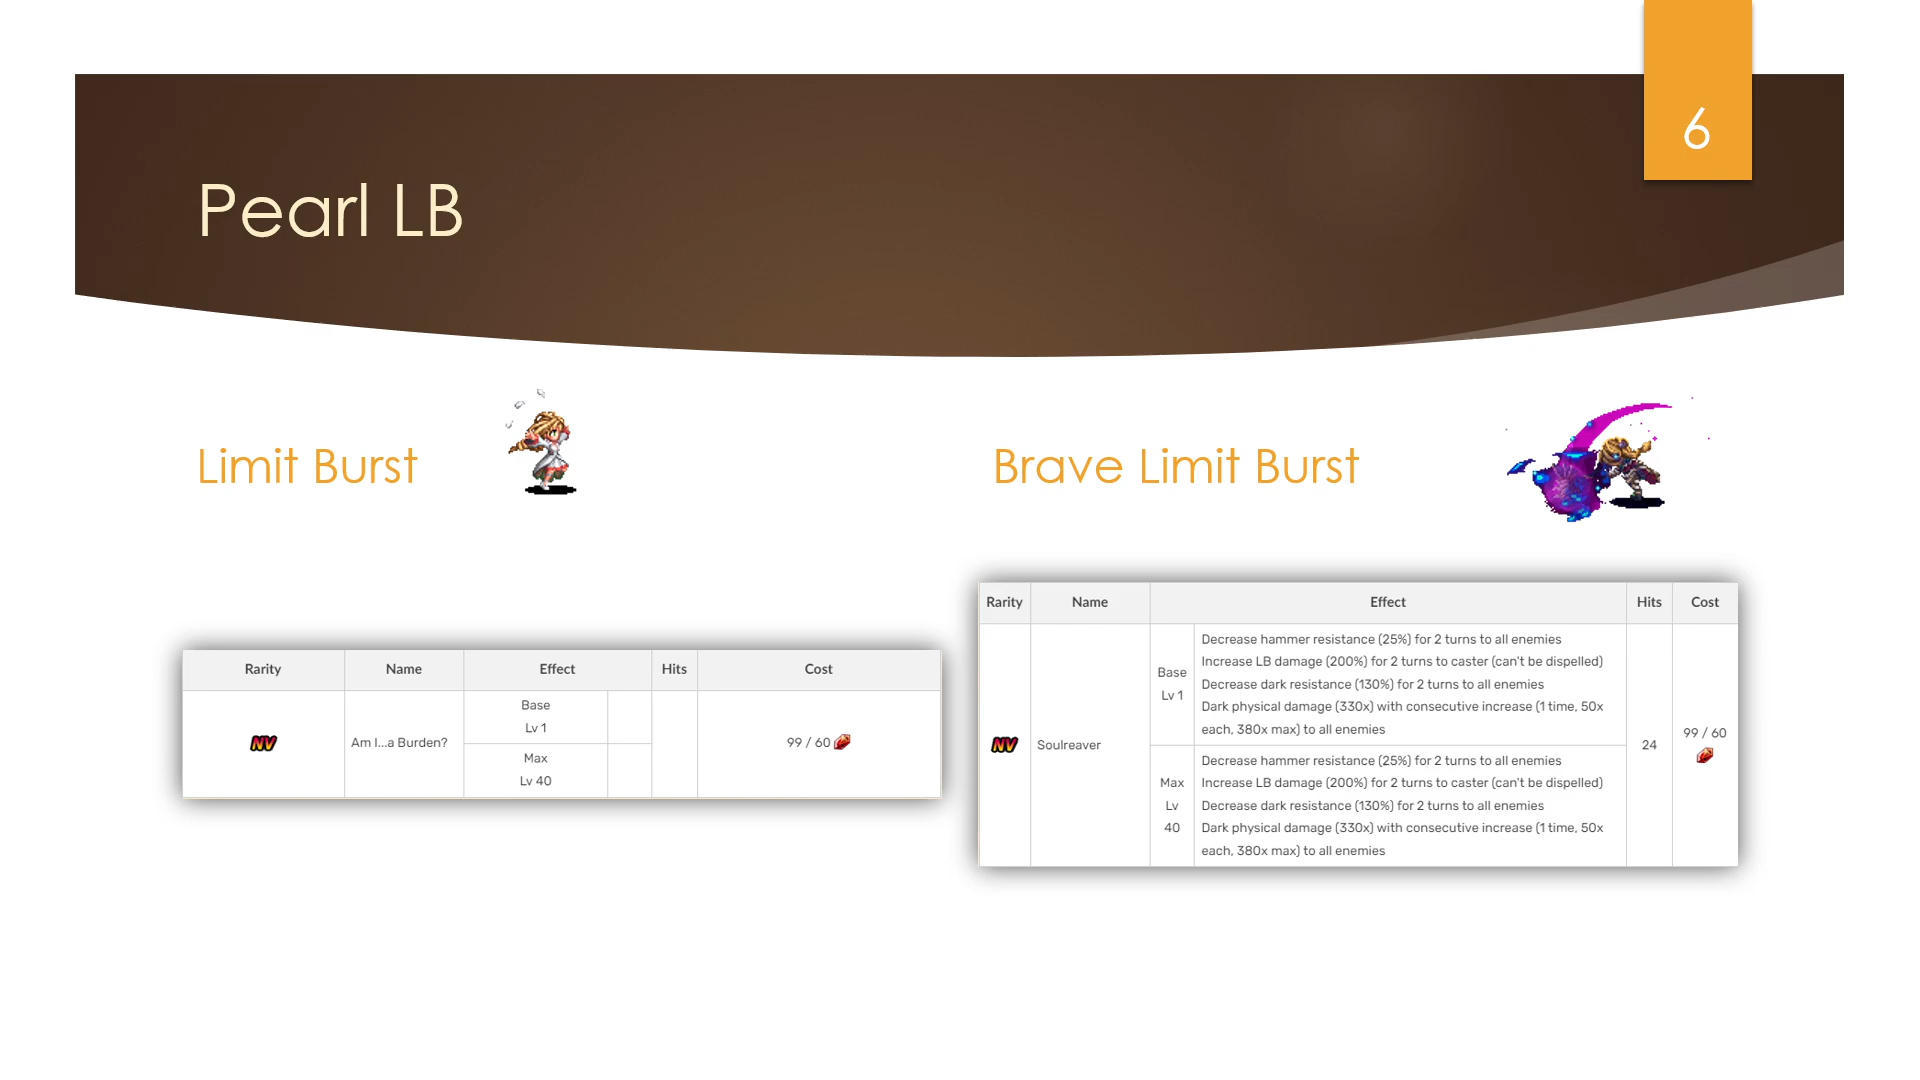 6
Pearl LB
Limit Burst
Rarity Name Effect Hits Cost
NV
Am I...a Burden?
Base
Lv 1
Max
Lv 40
99 / 60
Brave Limit Burst
Rarity Name Effect Hits Cost
NV
Soulreaver
Base
Lv 1
Decrease hammer resistance (25%) for 2 turns to all enemies
Increase LB damage (200%) for 2 turns to caster (can't be dispelled)
Decrease dark resistance (130%) for 2 turns to all enemies
Dark physical damage (330x) with consecutive increase (1 time, 50x
each, 380x max) to all enemies
Max
Lv
40
Decrease hammer resistance (25%) for 2 turns to all enemies
Increase LB damage (200%) for 2 turns to caster (can't be dispelled)
Decrease dark resistance (130%) for 2 turns to all enemies
Dark physical damage (330x) with consecutive increase (1 time, 50x
each, 380x max) to all enemies
24
99 / 60